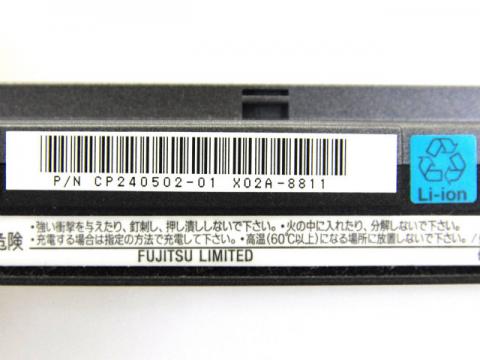 P/N CP240502-01 X02A-8811
Li-ion
危険
・強い衝撃を与えたり、釘刺し、押し潰ししないで下さい。・火の中に入れたり、分解しないで下さい。
・充電する場合は指定の方法で充電して下さい。・高温(60℃以上)になる場所に放置しないで下さい。/
FUJITSU LIMITED